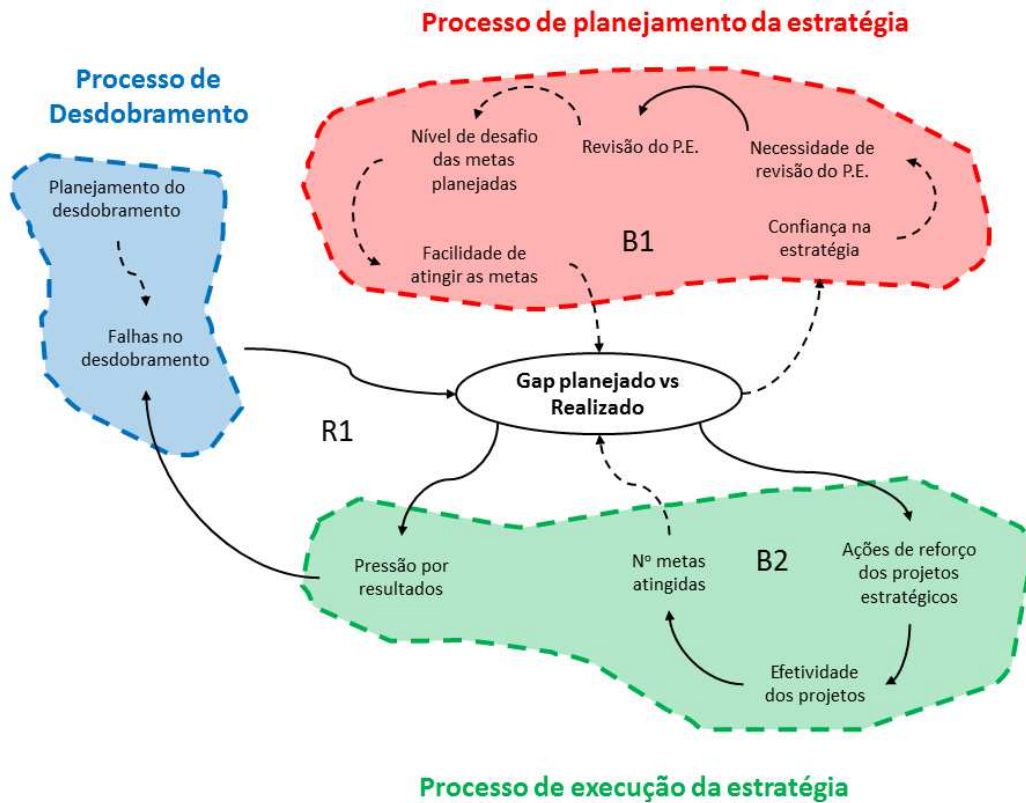 Processo de planejamento da estratégia
Processo de
Desdobramento
Planejamento do
desdobramento
Falhas no
desdobramento
Nível de desafio
das metas
planejadas
Revisão do P.E.
Necessidade de
revisão do P.E.
Confiança na
estratégia
B1
Facilidade de
atingir as metas
Gap planejado vs
Realizado
R1
Pressão por
resultados
Nº metas
atingidas
B2
Ações de reforço
dos projetos
estratégicos
Efetividade
dos projetos
Processo de execução da estratégia